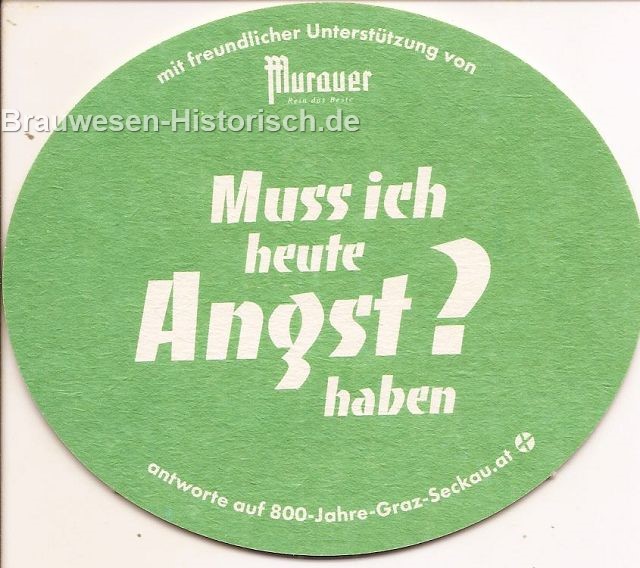 mit freundlicher Unterstützung von
Murauer
Rein das Beste
Brauwesen-Historisch.de
Muss ich
heute
Angst?
haben
antworte auf 800-Jahre-Graz-Seckau.at